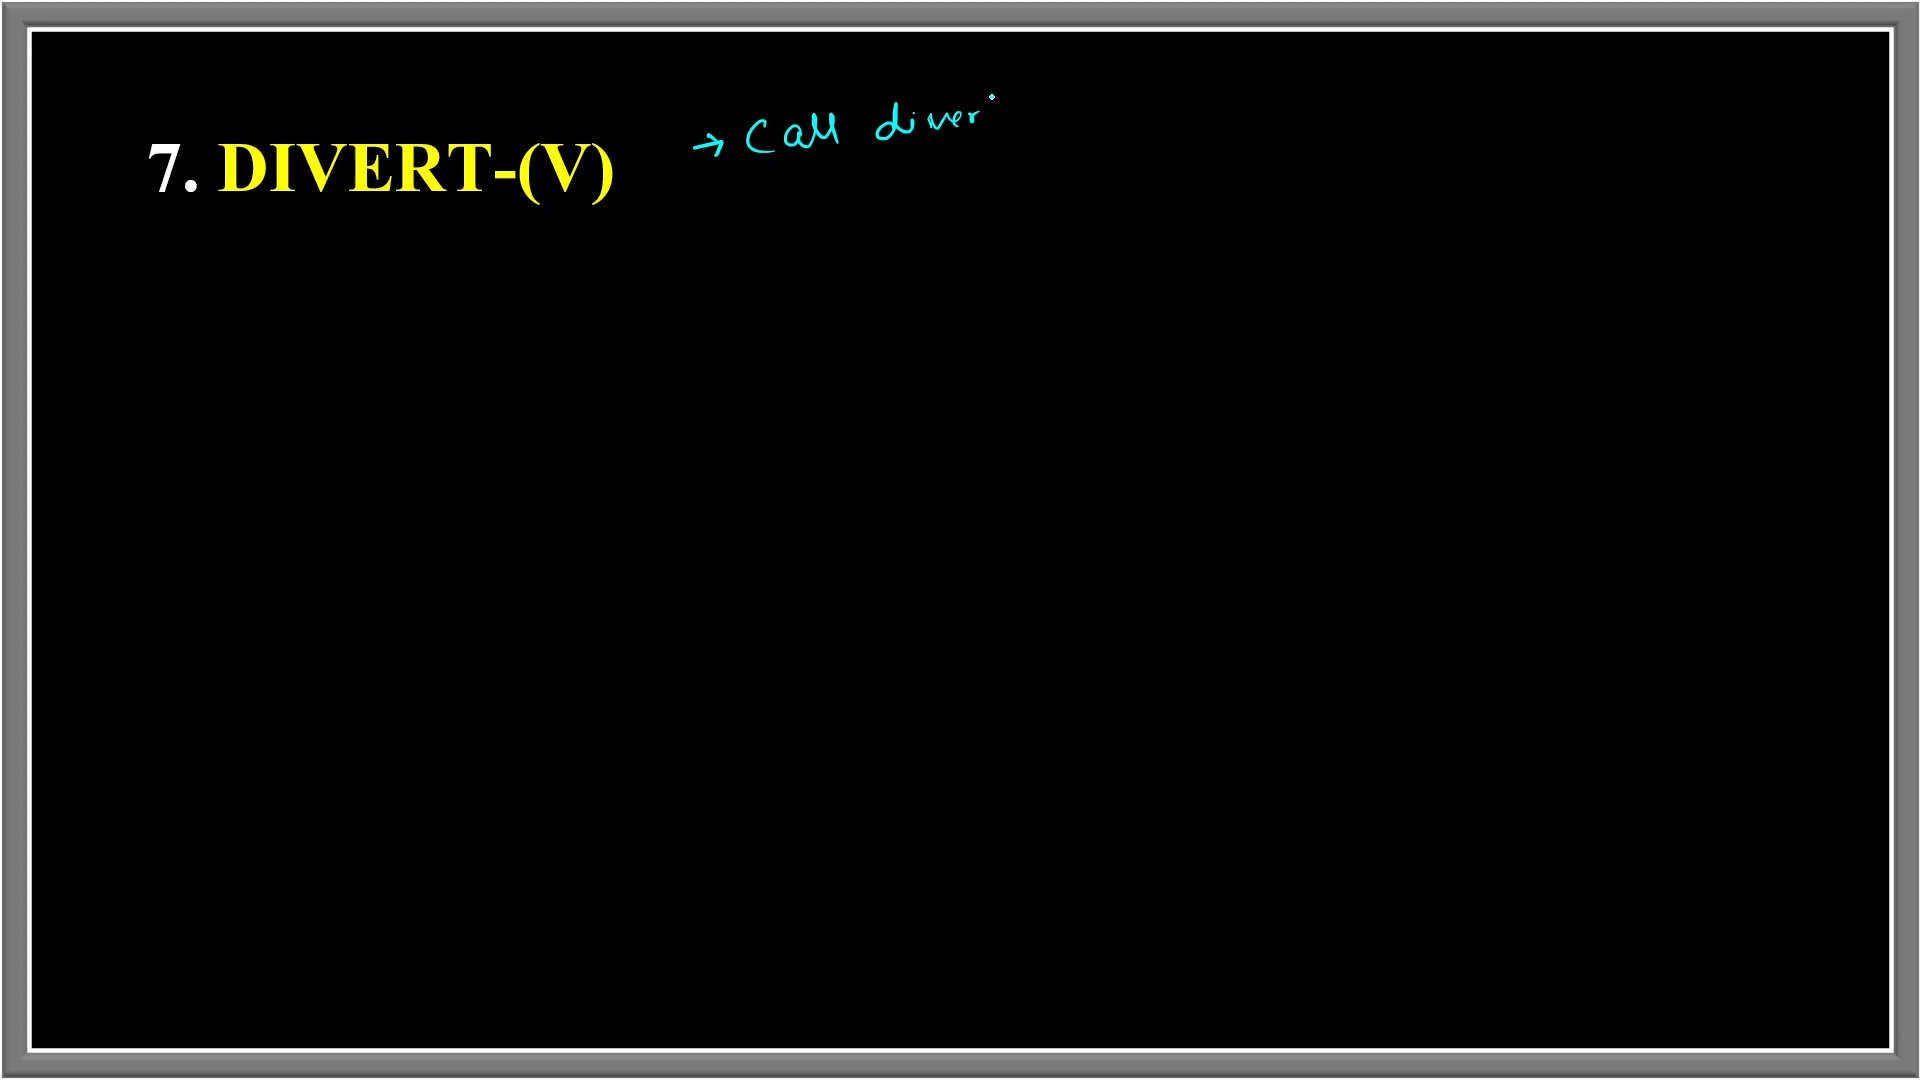 7. DIVERT-(V) → Call diver